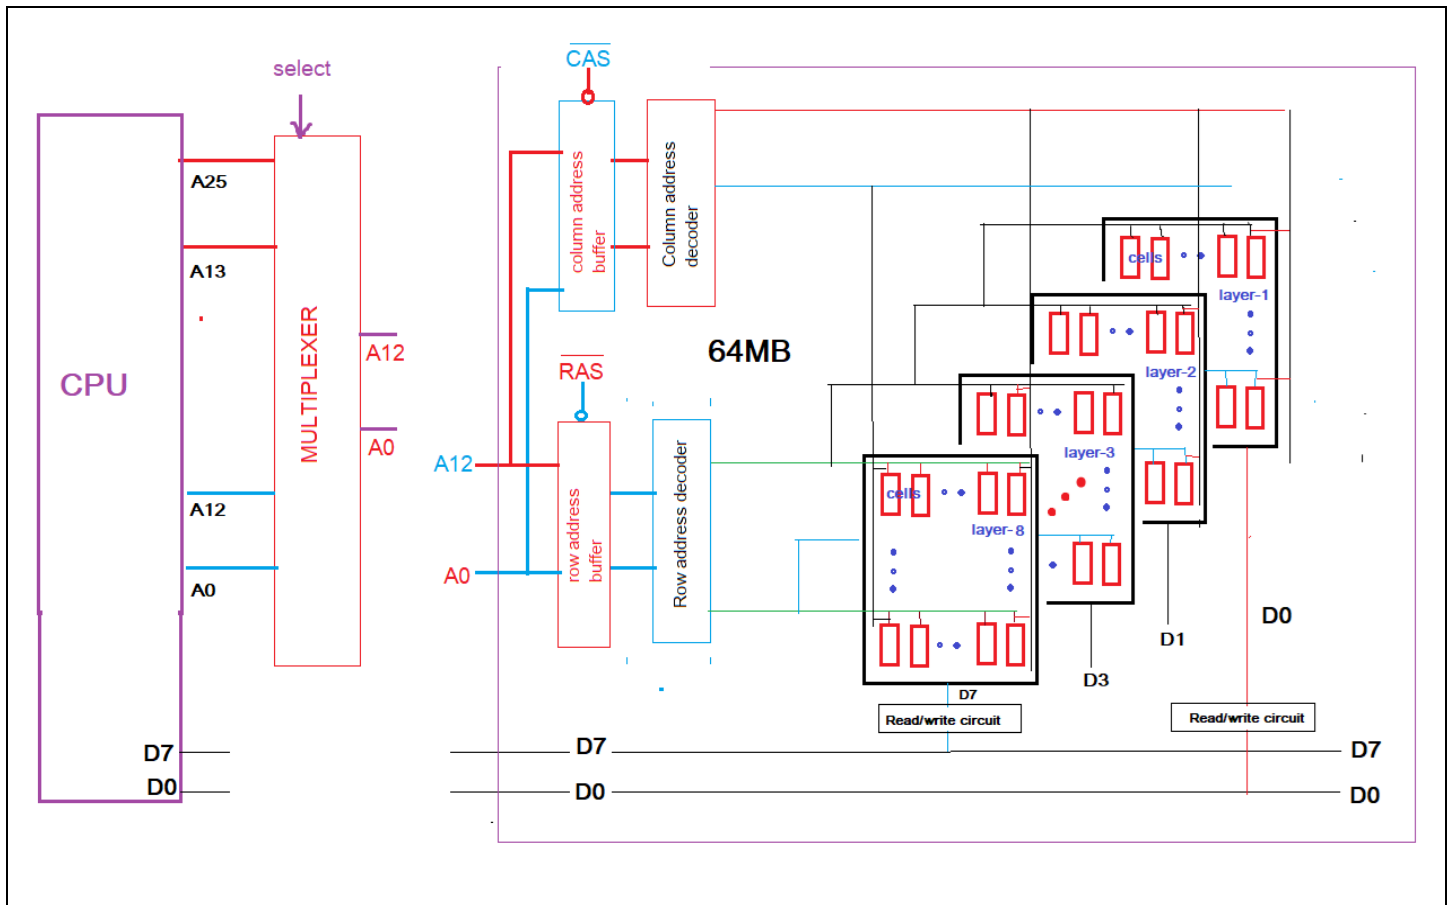 select
CAS
A25
A13
CPU
MULTIPLEXER
A12
A0
A12
A0
D7
D0
column address
buffer
Column address
decoder
64MB
RAS
A12
A0
row address
buffer
Row address decoder
cells
layer-1
layer-2
layer-3
cells
layer-8
D0
D1
D3
D7
Read/write circuit
Read/write circuit
D7
D7
D0
D0